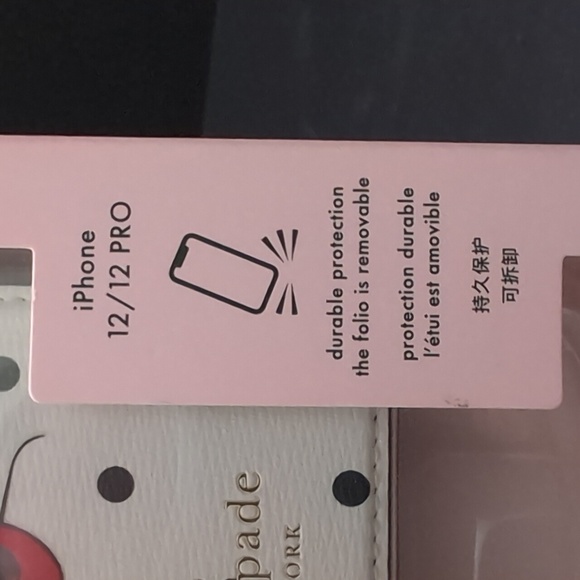 iPhone
12/12 PRO
durable protection
the folio is removable
protection durable
l'étui est amovible
持久保护
可拆卸
pade
ORK